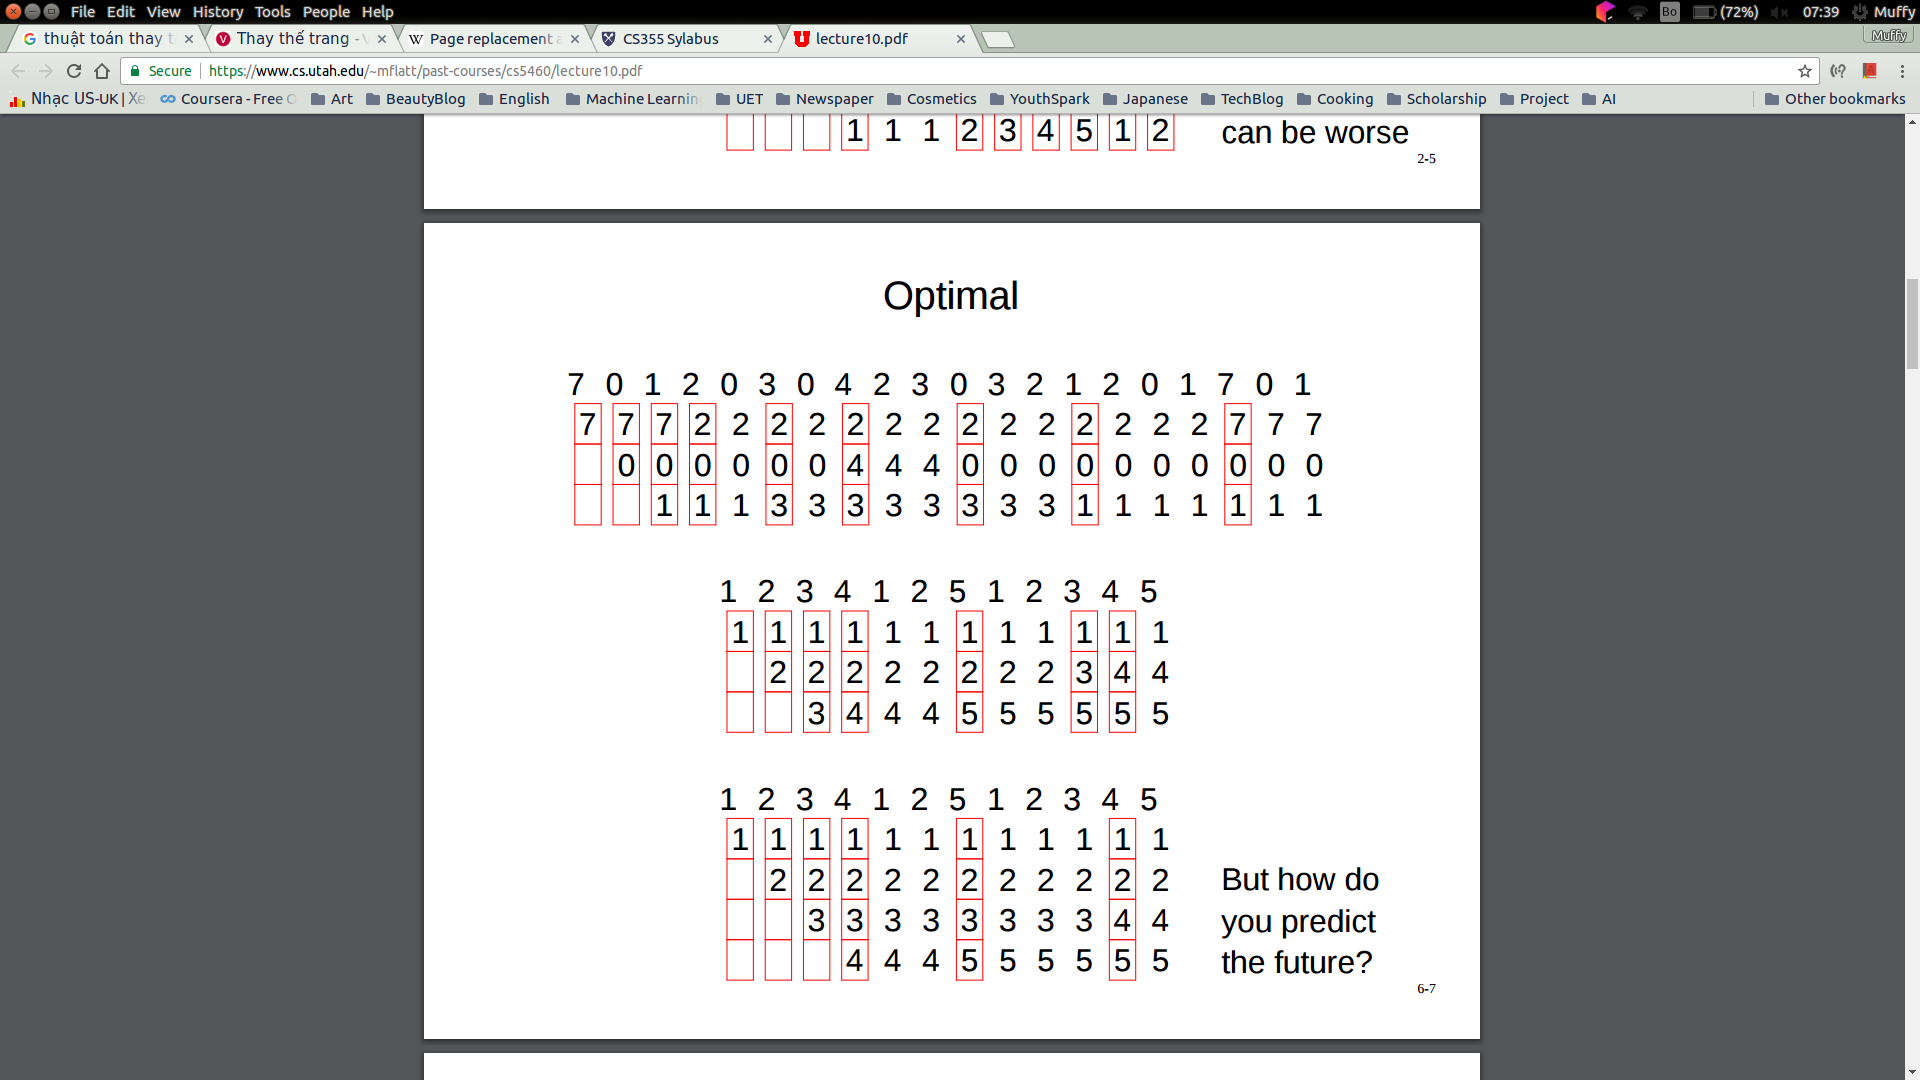 File Edit View History Tools People Help
Bo (72%) 07:39 Muffy
thuật toán thay t
Thay thế trang -
Page replacement
CS355 Sylabus
lecture10.pdf
Muffy
Secure https://www.cs.utah.edu/~mflatt/past-courses/cs5460/lecture10.pdf
Nhạc US-UK | Xe Coursera - Free Art BeautyBlog English Machine Learnin UET Newspaper Cosmetics YouthSpark Japanese TechBlog Cooking Scholarship Project AI Other bookmarks
1 1 1 2 3 4 5 1 2
can be worse
2-5
Optimal
7 0 1 2 0 3 0 4 2 3 0 3 2 1 2 0 1 7 0 1
7 7 7 2 2 2 2 2 2 2 2 2 2 2 2 2 2 7 7 7
0 0 0 0 0 0 4 4 4 0 0 0 0 0 0 0 0 0 0
1 1 1 3 3 3 3 3 3 3 3 1 1 1 1 1 1 1
1 2 3 4 1 2 5 1 2 3 4 5
1 1 1 1 1 1 1 1 1 1 1 1
2 2 2 2 2 2 2 2 3 4 4
3 4 4 4 5 5 5 5 5 5
1 2 3 4 1 2 5 1 2 3 4 5
1 1 1 1 1 1 1 1 1 1 1 1
2 2 2 2 2 2 2 2 2 2 2
3 3 3 3 3 3 3 3 4 4
4 4 4 5 5 5 5 5 5
But how do
you predict
the future?
6-7